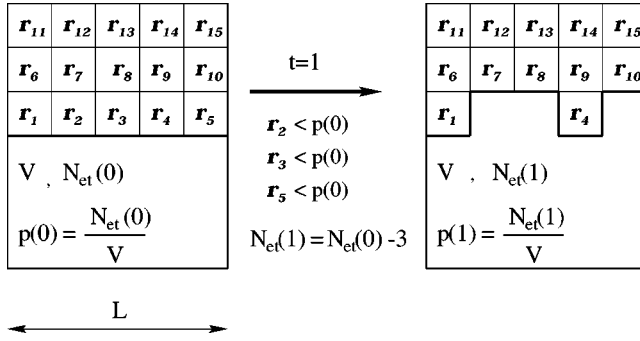 r₁₁ r₁₂ r₁₃ r₁₄ r₁₅
r₆ r₇ r₈ r₉ r₁₀
r₁ r₂ r₃ r₄ r₅
V , Nₑₜ(0)
p(0) = Nₑₜ(0) / V
L
t=1
r₂ < p(0)
r₃ < p(0)
r₅ < p(0)
Nₑₜ(1) = Nₑₜ(0) -3
r₁₁ r₁₂ r₁₃ r₁₄ r₁₅
r₆ r₇ r₈ r₉ r₁₀
r₁ r₄
V , Nₑₜ(1)
p(1) = Nₑₜ(1) / V